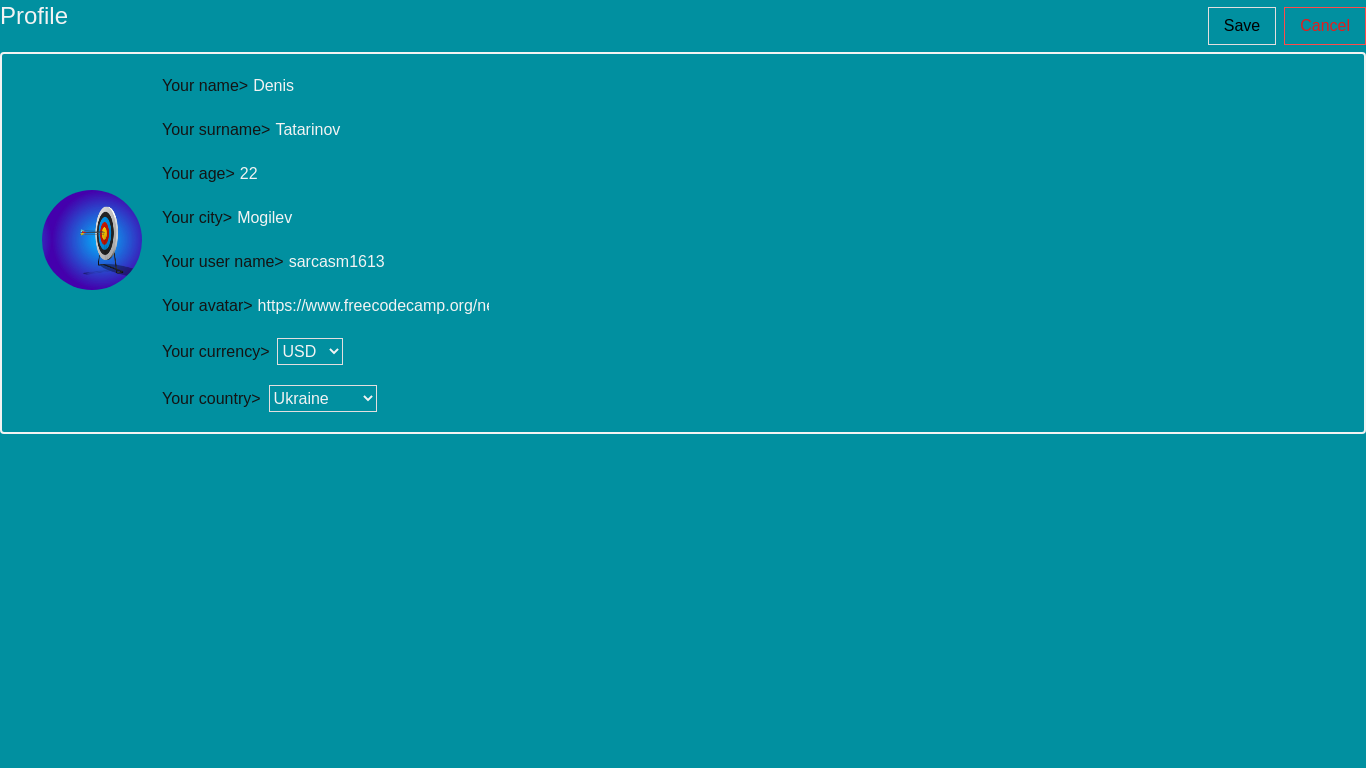 Profile
Save
Cancel
Your name> Denis
Your surname> Tatarinov
Your age> 22
Your city> Mogilev
Your user name> sarcasm1613
Your avatar> https://www.freecodecamp.org/ne
Your currency> USD
Your country> Ukraine